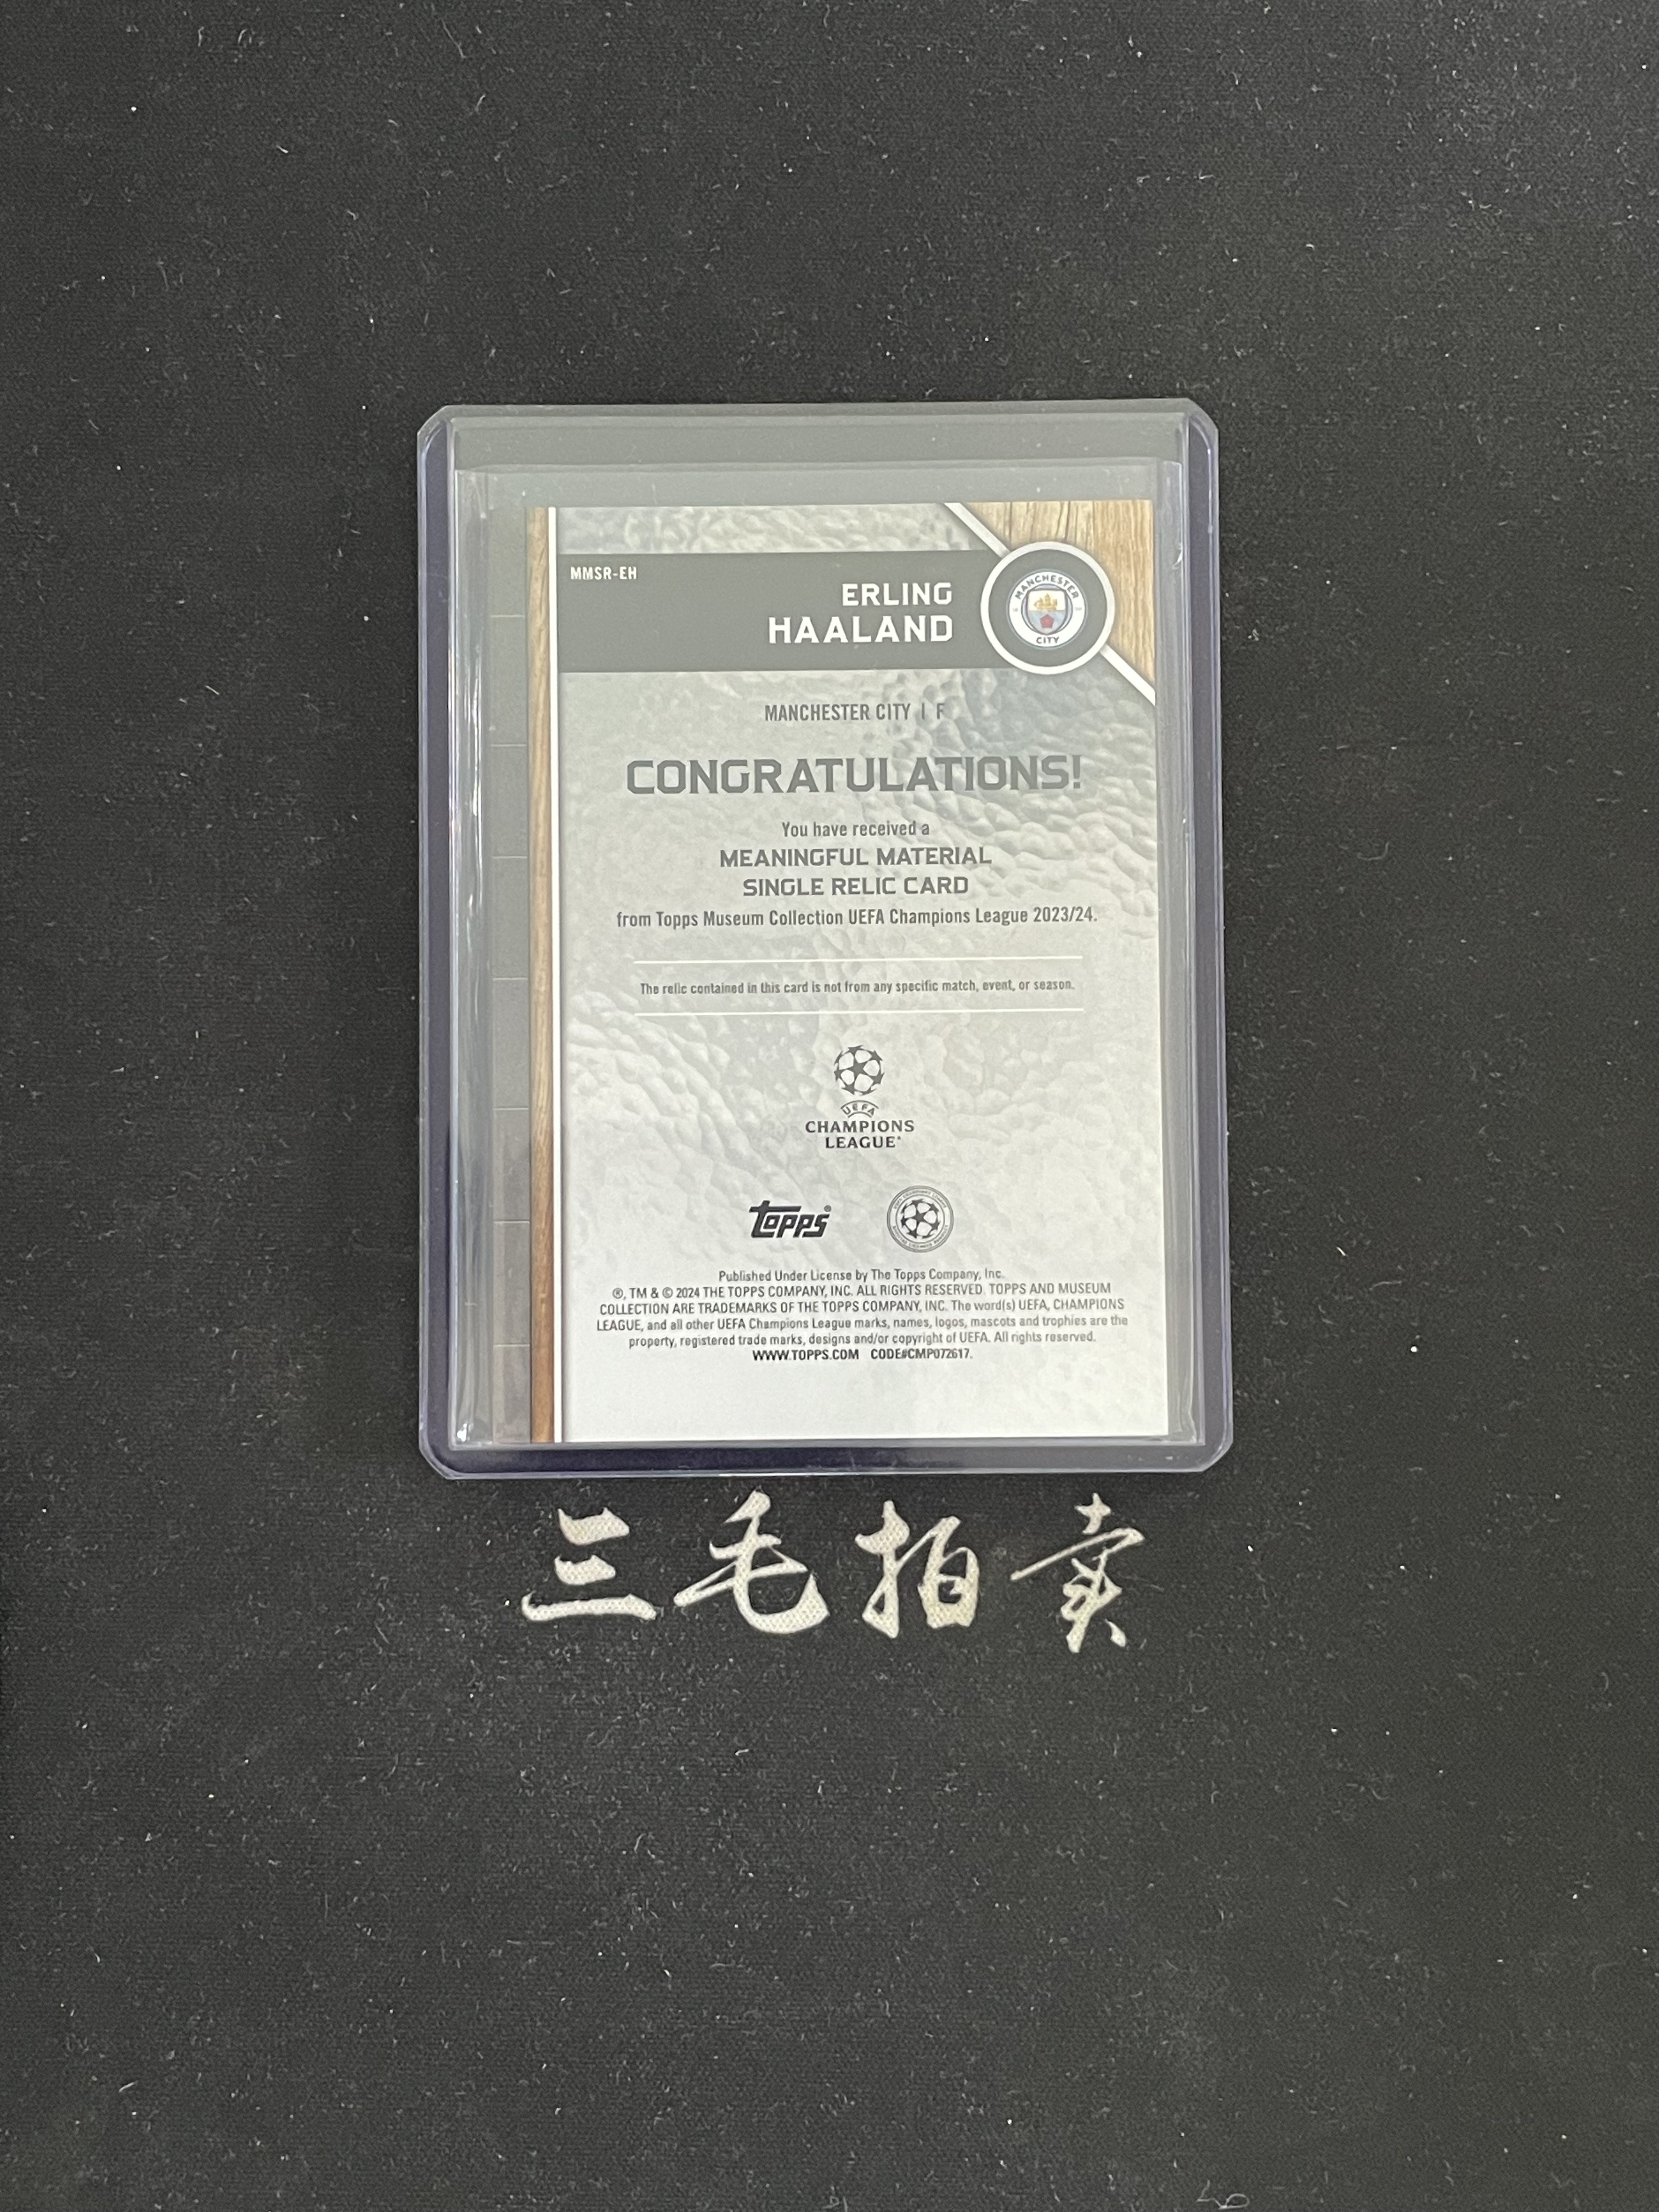 MMSR-EH
ERLING
HAALAND
MANCHESTER
CITY
MANCHESTER CITY | F
CONGRATULATIONS!
You have received a
MEANINGFUL MATERIAL
SINGLE RELIC CARD
from Topps Museum Collection UEFA Champions League 2023/24.
The relic contained in this card is not from any specific match, event, or season.
UEFA
CHAMPIONS
LEAGUE®
Topps®
Published Under License by The Topps Company, Inc.
®, TM & © 2024 THE TOPPS COMPANY, INC. ALL RIGHTS RESERVED. TOPPS AND MUSEUM
COLLECTION ARE TRADEMARKS OF THE TOPPS COMPANY, INC. The word(s) UEFA, CHAMPIONS
LEAGUE, and all other UEFA Champions League marks, names, logos, mascots and trophies are the
property, registered trade marks, designs and/or copyright of UEFA. All rights reserved.
WWW.TOPPS.COM CODE#CMP072617.
三毛拍卖